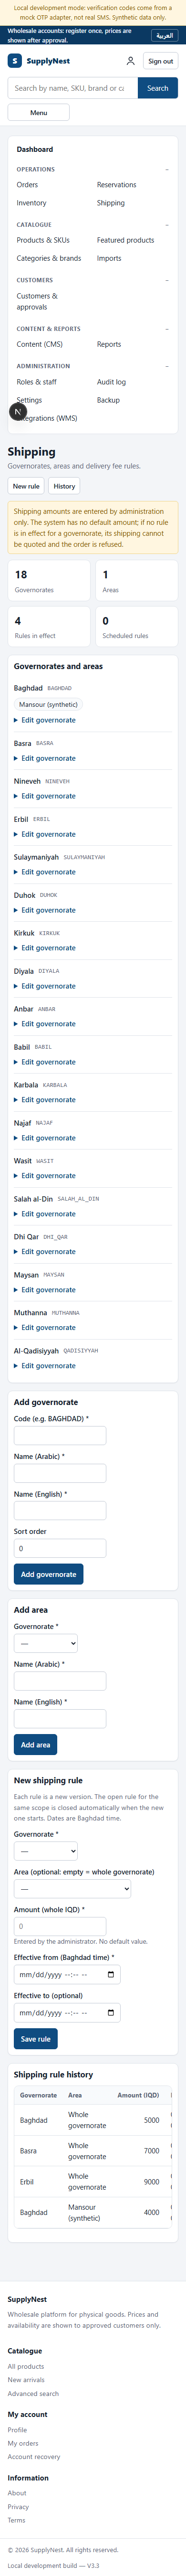 Local development mode: verification codes come from a
mock OTP adapter, not real SMS. Synthetic data only.
Wholesale accounts: register once, prices are
shown after approval.
العربية
S
SupplyNest
Sign out
Search by name, SKU, brand or ca
Search
Menu
Dashboard
OPERATIONS
Orders
Reservations
Inventory
Shipping
CATALOGUE
Products & SKUs
Featured products
Categories & brands
Imports
CUSTOMERS
Customers &
approvals
CONTENT & REPORTS
Content (CMS)
Reports
ADMINISTRATION
Roles & staff
Audit log
Settings
Backup
N
tegrations (WMS)
Shipping
Governorates, areas and delivery fee rules.
New rule
History
Shipping amounts are entered by administration
only. The system has no default amount; if no rule
is in effect for a governorate, its shipping cannot
be quoted and the order is refused.
18
Governorates
1
Areas
4
Rules in effect
0
Scheduled rules
Governorates and areas
Baghdad BAGHDAD
Mansour (synthetic)
Edit governorate
Basra BASRA
Edit governorate
Nineveh NINEVEH
Edit governorate
Erbil ERBIL
Edit governorate
Sulaymaniyah SULAYMANIYAH
Edit governorate
Duhok DUHOK
Edit governorate
Kirkuk KIRKUK
Edit governorate
Diyala DIYALA
Edit governorate
Anbar ANBAR
Edit governorate
Babil BABIL
Edit governorate
Karbala KARBALA
Edit governorate
Najaf NAJAF
Edit governorate
Wasit WASIT
Edit governorate
Salah al-Din SALAH_AL_DIN
Edit governorate
Dhi Qar DHI_QAR
Edit governorate
Maysan MAYSAN
Edit governorate
Muthanna MUTHANNA
Edit governorate
Al-Qadisiyyah QADISIYYAH
Edit governorate
Add governorate
Code (e.g. BAGHDAD) *
Name (Arabic) *
Name (English) *
Sort order
0
Add governorate
Add area
Governorate *
—
Name (Arabic) *
Name (English) *
Add area
New shipping rule
Each rule is a new version. The open rule for the
same scope is closed automatically when the new
one starts. Dates are Baghdad time.
Governorate *
—
Area (optional: empty = whole governorate)
—
Amount (whole IQD) *
0
Entered by the administrator. No default value.
Effective from (Baghdad time) *
mm/dd/yyyy --:-- --
Effective to (optional)
mm/dd/yyyy --:-- --
Save rule
Shipping rule history
Governorate Area Amount (IQD)
Baghdad Whole governorate 5000
Basra Whole governorate 7000
Erbil Whole governorate 9000
Baghdad Mansour (synthetic) 4000
SupplyNest
Wholesale platform for physical goods. Prices and
availability are shown to approved customers only.
Catalogue
All products
New arrivals
Advanced search
My account
Profile
My orders
Account recovery
Information
About
Privacy
Terms
© 2026 SupplyNest. All rights reserved.
Local development build — V3.3